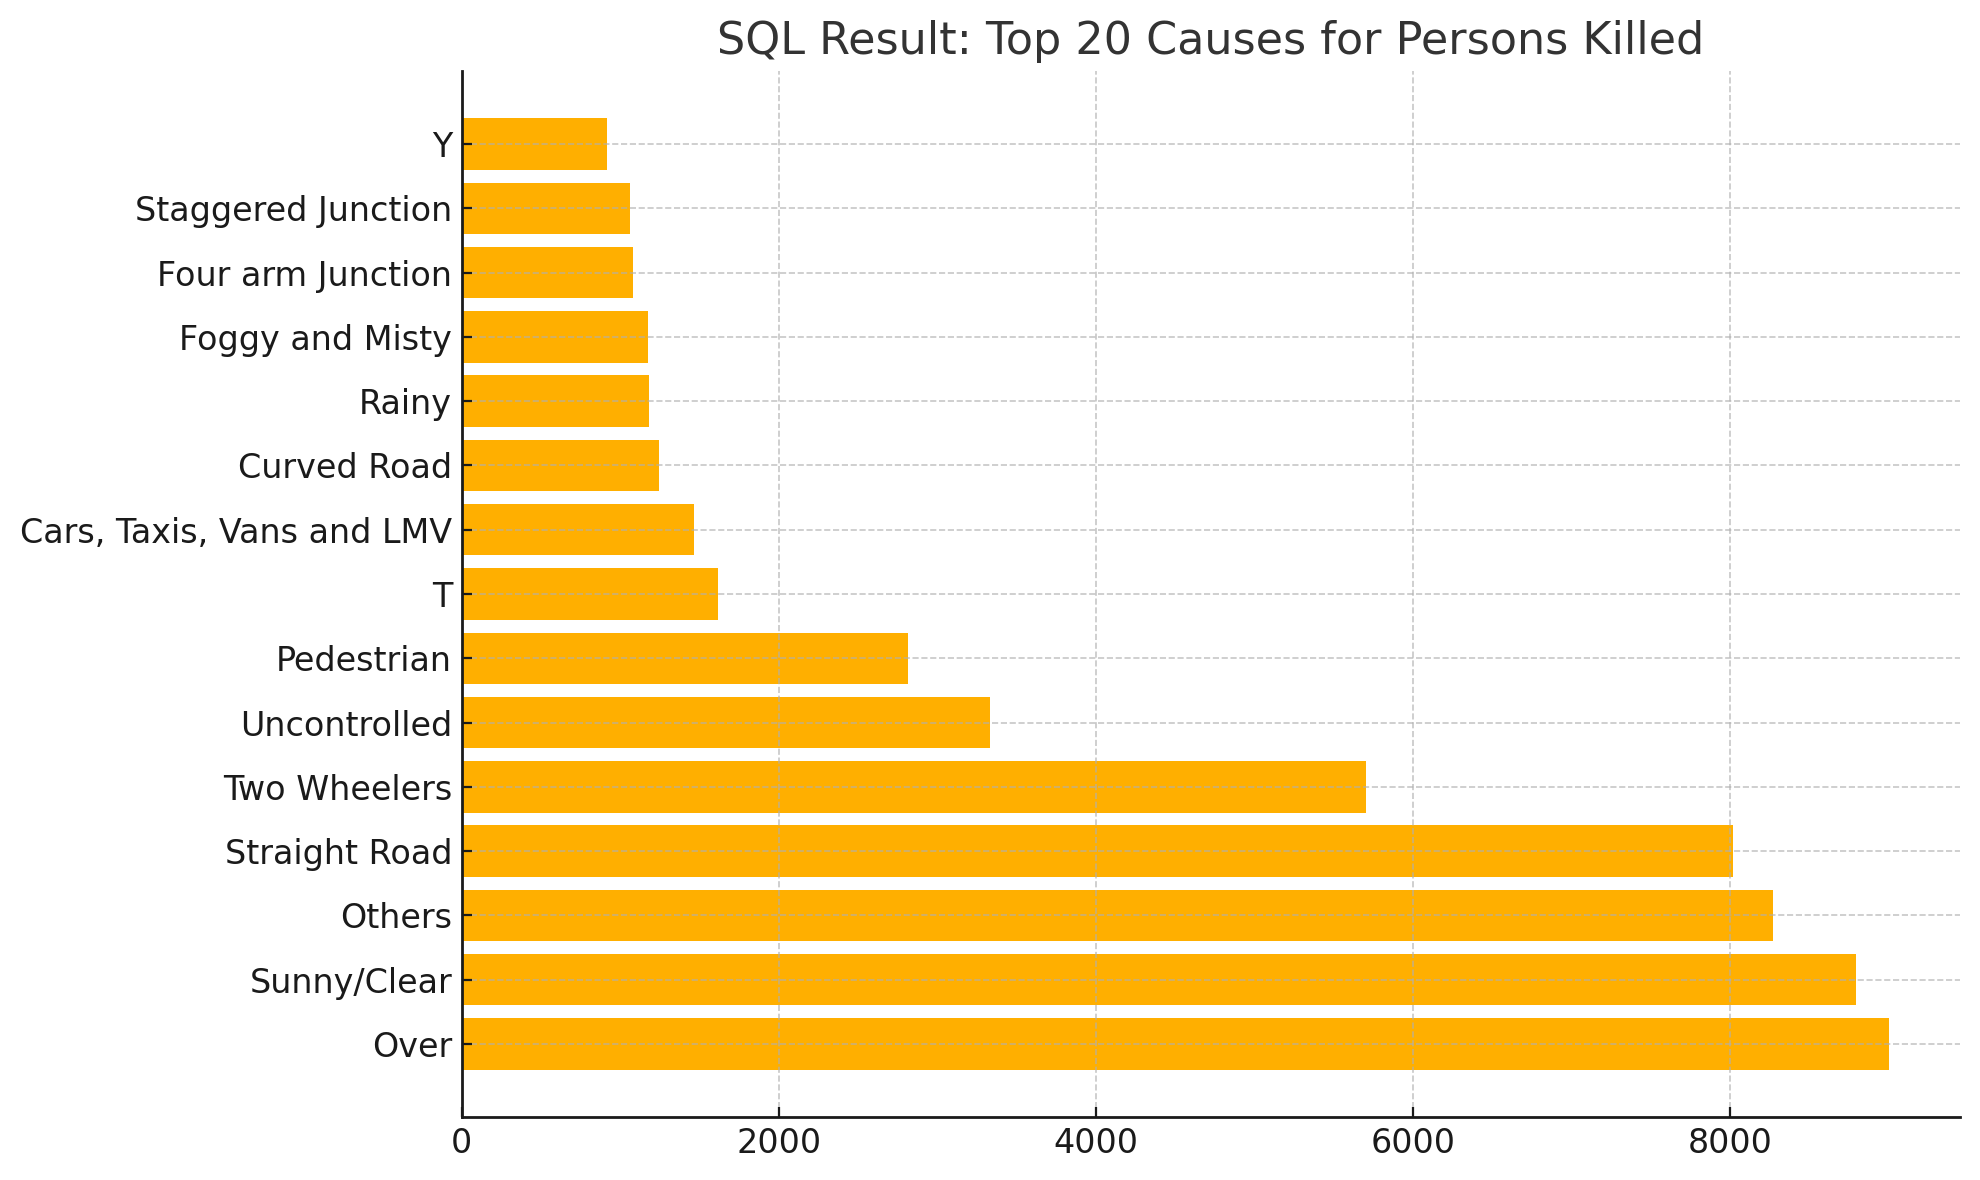 SQL Result: Top 20 Causes for Persons Killed
Y
Staggered Junction
Four arm Junction
Foggy and Misty
Rainy
Curved Road
Cars, Taxis, Vans and LMV
T
Pedestrian
Uncontrolled
Two Wheelers
Straight Road
Others
Sunny/Clear
Over
0 2000 4000 6000 8000